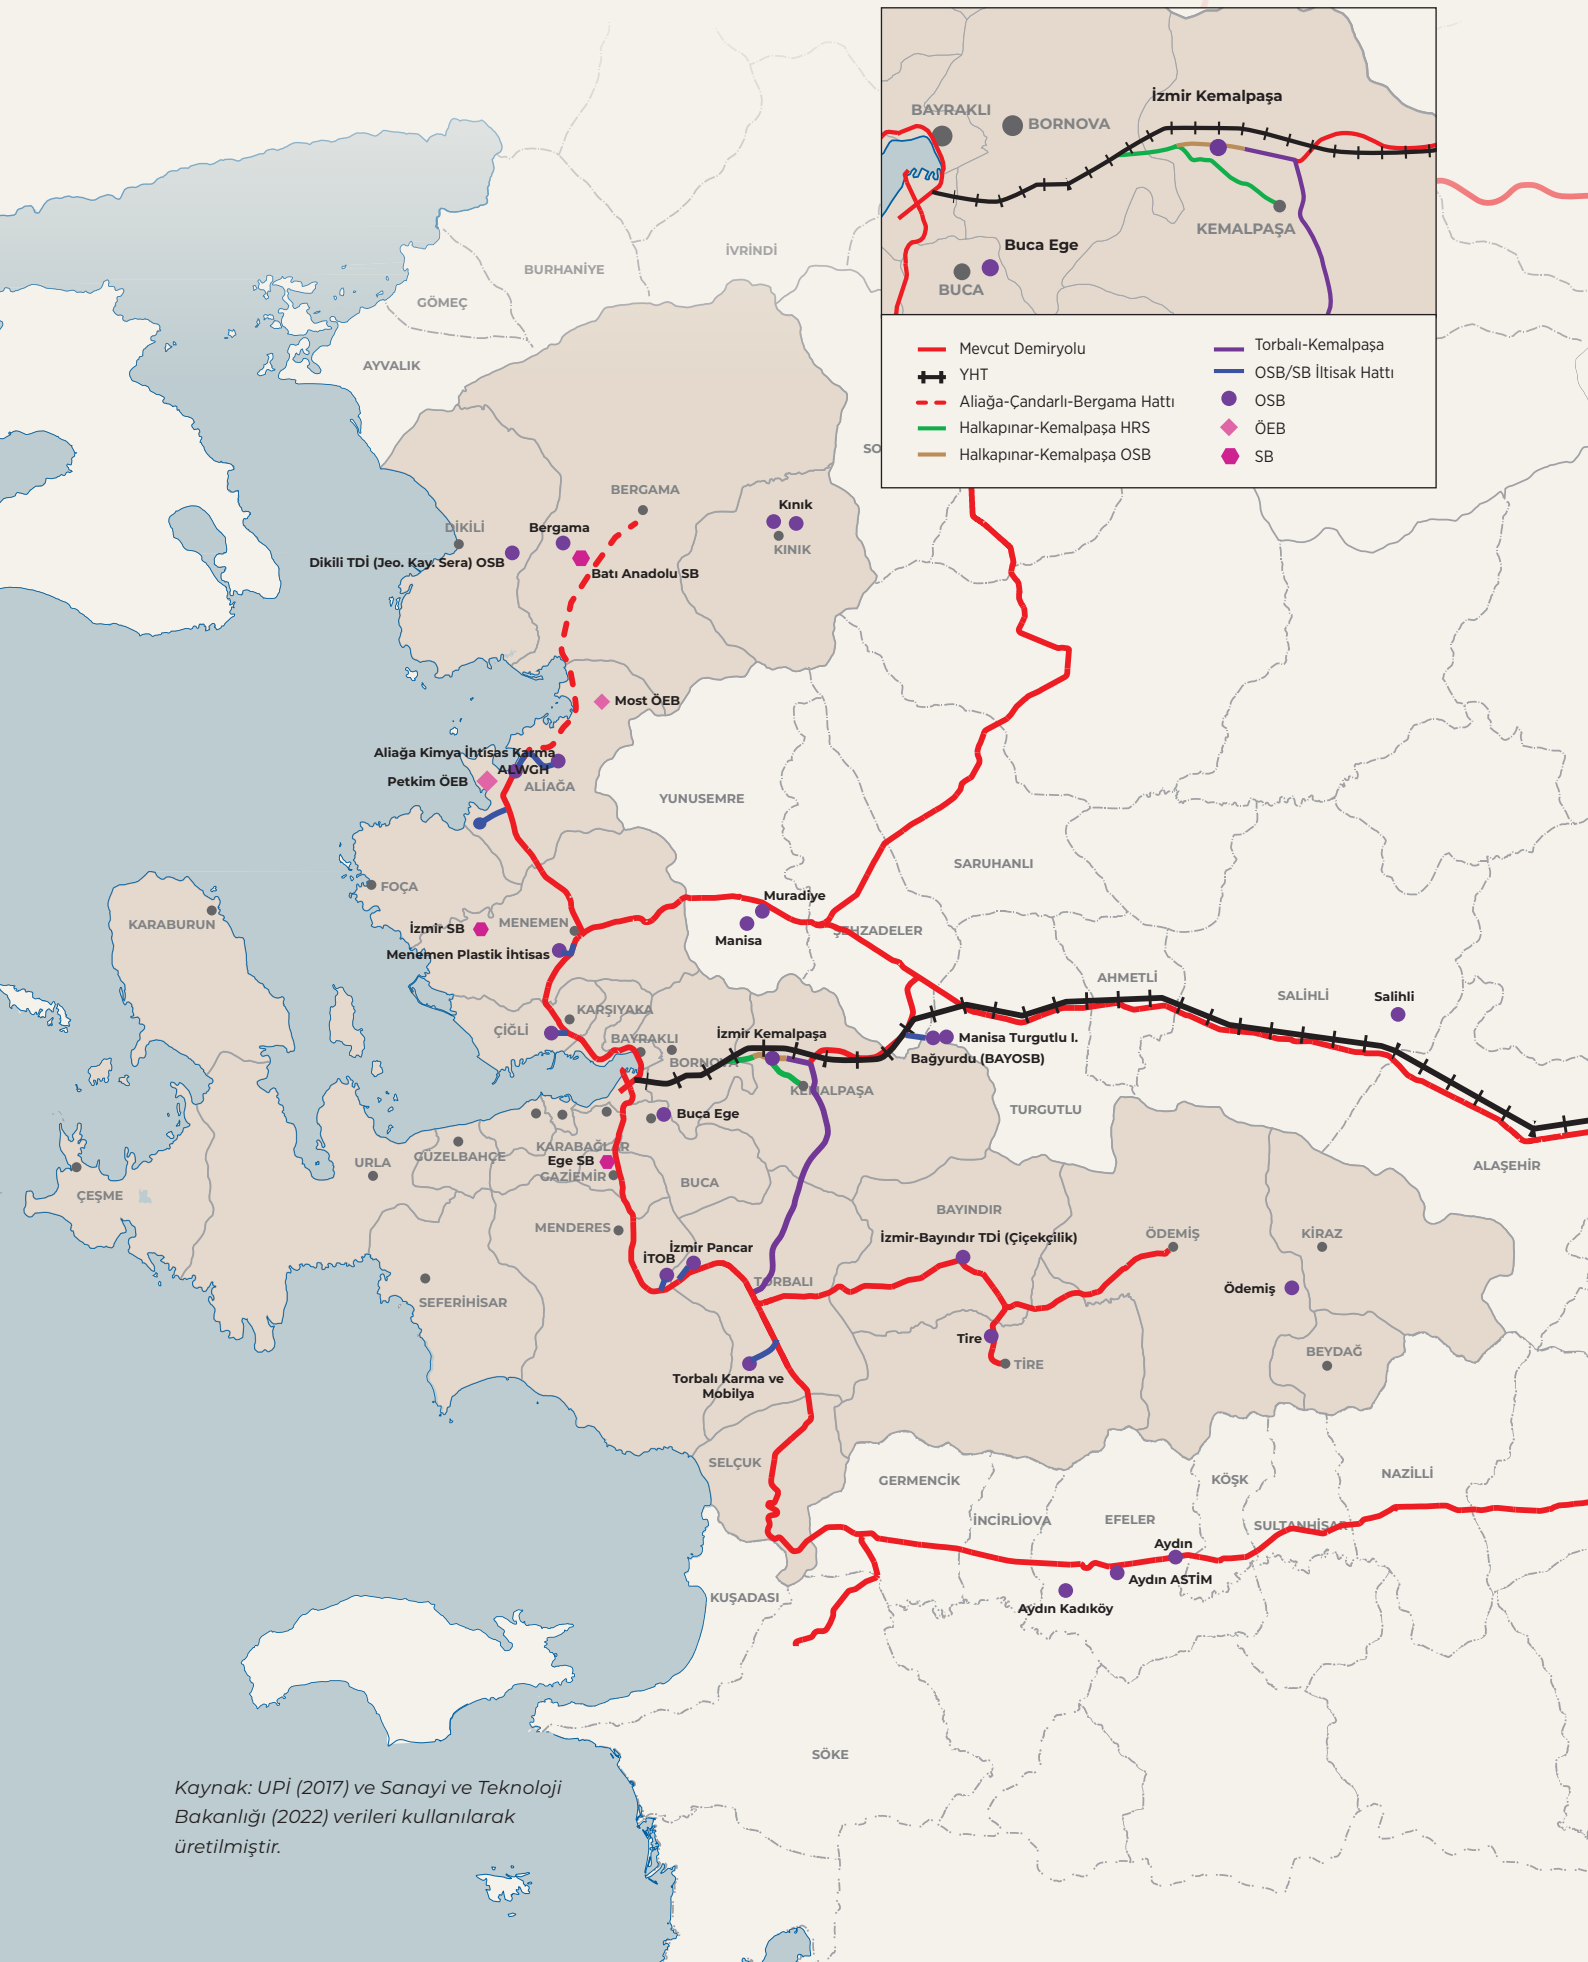 BAYRAKLI
BORNOVA
İzmir Kemalpaşa
KEMALPAŞA
Buca Ege
BUCA
Mevcut Demiryolu
YHT
Aliağa-Çandarlı-Bergama Hattı
Halkapınar-Kemalpaşa HRS
Halkapınar-Kemalpaşa OSB
Torbalı-Kemalpaşa
OSB/SB İltisak Hattı
OSB
ÖEB
SB
İVRİNDİ
BURHANİYE
GÖMEÇ
AYVALIK
SO
BERGAMA
Kınık
KINIK
DİKİLİ
Bergama
Dikili TDİ (Jeo. Kay. Sera) OSB
Batı Anadolu SB
Most ÖEB
Aliağa Kimya İhtisas Karma
ALWGH
Petkim ÖEB
ALİAĞA
YUNUSEMRE
SARUHANLI
FOÇA
Muradiye
KARABURUN
İzmir SB
MENEMEN
Manisa
ŞEHZADELER
Menemen Plastik İhtisas
AHMETLİ
SALİHLİ
Salihli
KARŞIYAKA
ÇİĞLİ
BAYRAKLI
İzmir Kemalpaşa
Manisa Turgutlu I.
Bağyurdu (BAYOSB)
BORNOVA
KEMALPAŞA
Buca Ege
TURGUTLU
KARABAĞLAR
GÜZELBAHÇE
URLA
Ege SB
GAZİEMİR
BUCA
ALAŞEHİR
ÇEŞME
BAYINDIR
MENDERES
İzmir-Bayındır TDİ (Çiçekçilik)
ÖDEMİŞ
KİRAZ
İzmir Pancar
İTOB
TORBALI
Ödemiş
SEFERİHİSAR
Tire
TİRE
BEYDAĞ
Torbalı Karma ve
Mobilya
SELÇUK
GERMENCİK
KÖŞK
NAZİLLİ
İNCİRLİOVA
EFELER
SULTANHİSAR
Aydın
Aydın ASTİM
KUŞADASI
Aydın Kadıköy
SÖKE
Kaynak: UPİ (2017) ve Sanayi ve Teknoloji
Bakanlığı (2022) verileri kullanılarak
üretilmiştir.